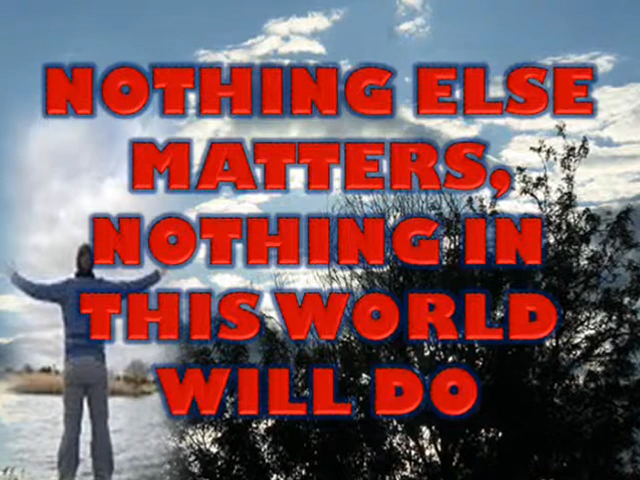 NOTHING ELSE
MATTERS,
NOTHING IN
THIS WORLD
WILL DO